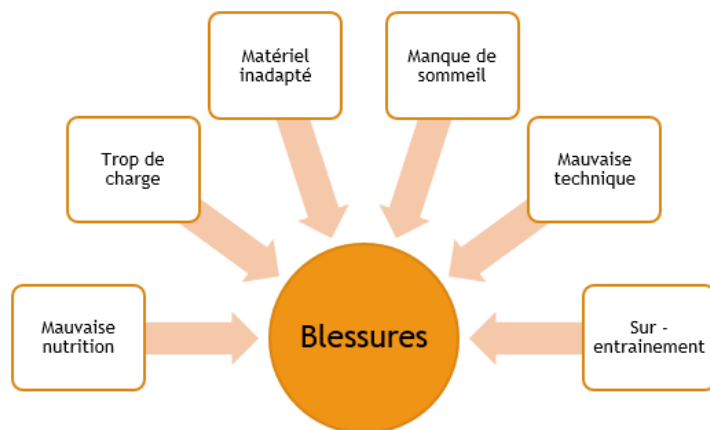 Matériel
inadapté
Manque de
sommeil
Trop de
charge
Mauvaise
technique
Mauvaise
nutrition
Blessures
Sur -
entrainement